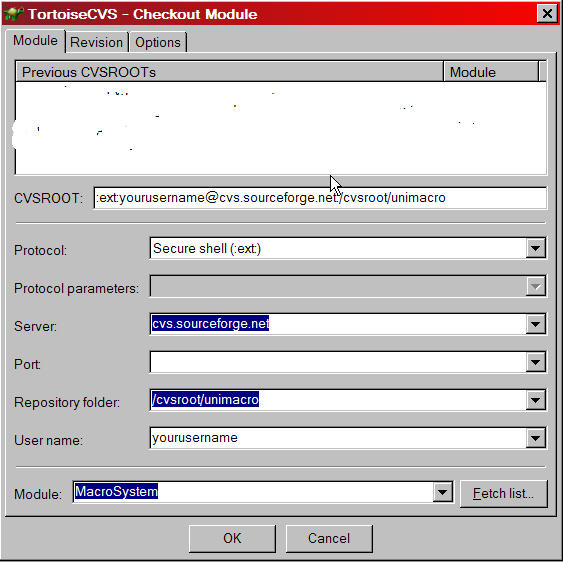 TortoiseCVS - Checkout Module
Module Revision Options
Previous CVSROOTs Module
CVSROOT: :ext:yourusername@cvs.sourceforge.net:/cvsroot/unimacro
Protocol: Secure shell (:ext:)
Protocol parameters:
Server: cvs.sourceforge.net
Port:
Repository folder: /cvsroot/unimacro
User name: yourusername
Module: MacroSystem Fetch list...
OK Cancel